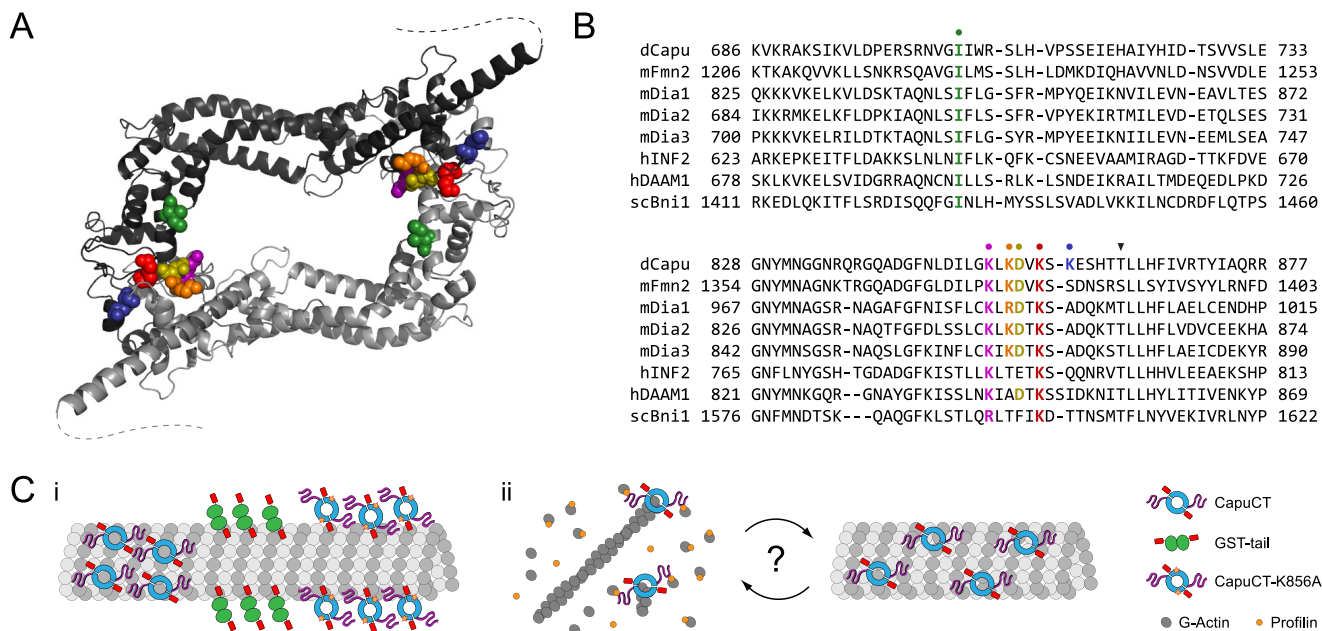 A
B
dCapu 686 KVKRAKSIKVLDPERSRNVGIIWR-SLH-VPSSEIEHAIYHID-TSVVSLE 733
mFmn2 1206 KTKAKQVVKLLSNKRSQAVGILMS-SLH-LDMKDIQHAVVNLD-NSVVDLE 1253
mDia1 825 QKKKVKELRVLDSKTAQNLSIFLG-SFR-MPYQEIKNVILEVN-EAVLTES 872
mDia2 684 IKKRMKELKFLDPKIAQNLSIFLS-SFR-VPYEKIRTMILEVD-ETQLSES 731
mDia3 700 PKKKVKELRILDTKTAQNLSIFLG-SYR-MPYEEIKNIILEVN-EEMLSEA 747
hINF2 623 ARKEPKEITFLDAKKSLNLNIFLK-QFK-CSNEEVAAMIRAGD-TTKFDVE 670
hDAAM1 678 SKLKVKELSVIDGRRAQNCNILLS-RLK-LSNDEIKRAILTMDEQEDLPKD 726
scBni1 1411 RKEDLQKITFLSRDISQQFGINLH-MYSSLSVADLVKKILNCDRDFLQTPS 1460
dCapu 828 GNYMNGGNRQRGQADGFNLDILGKLKDVKS-KESHTTLLHFIVRTYIAQRR 877
mFmn2 1354 GNYMNAGNKTRGQADGFGLDILPKLKDVKS-SDNSRSLLSYIVSYYLRNFD 1403
mDia1 967 GNYMNAGSR-NAGAFGFNISFLCKLRDTKS-ADQKMTLLHFLAELCENDHP 1015
mDia2 826 GNYMNAGSR-NAQTFGFDLSSLCKLKDTKS-ADQKTTLLHFLVDVCEEKHA 874
mDia3 842 GNYMNSGSR-NAQSLGFKINFLCKIKDTKS-ADQKSTLLHFLAEICDEKYR 890
hINF2 765 GNFLNYGSH-TGDADGFKISTLLKLTETKS-QQNRVTLLHHVLEEAEKSHP 813
hDAAM1 821 GNYMNKGQR--GNAYGFKISSLNKIADTKSSIDKNITLLHYLITIVENKYP 869
scBni1 1576 GNFMNDTSK---QAQGFKLSTLQRLTFIKD-TTNSMTFLNYVEKIVRLNYP 1622
C i
ii
?
CapuCT
GST-tail
CapuCT-K856A
G-Actin
Profilin